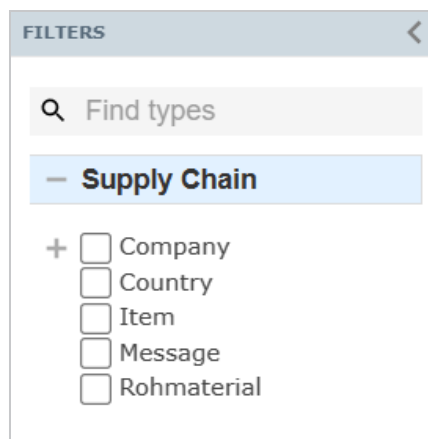 FILTERS
Find types
Supply Chain
Company
Country
Item
Message
Rohmaterial